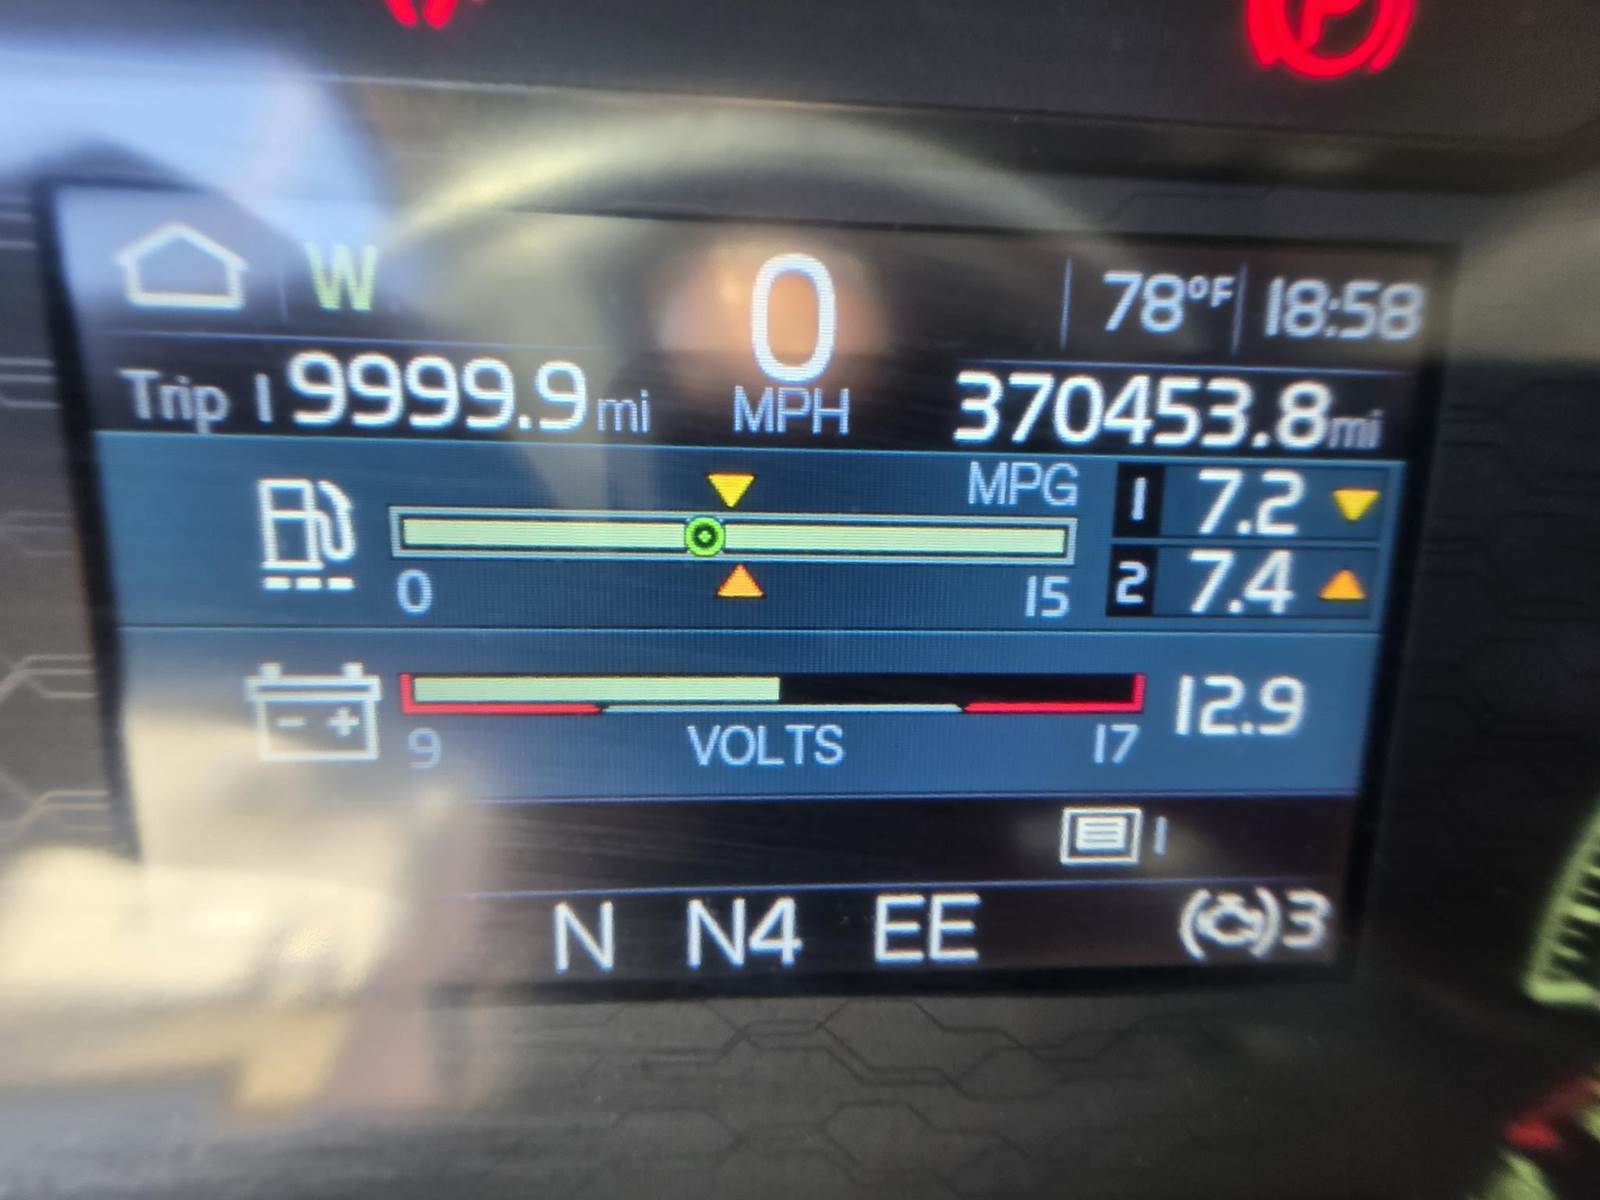 P
W 0 78°F 18:58
Trip 1 9999.9 mi MPH 370453.8 mi
MPG 1 7.2
0 15 2 7.4
- +
9 VOLTS 17 12.9
1
N N4 EE 3